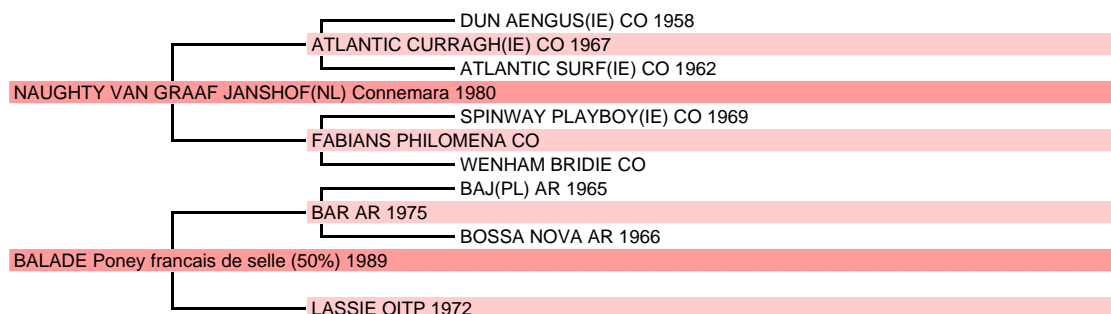 DUN AENGUS(IE) CO 1958
ATLANTIC CURRAGH(IE) CO 1967
ATLANTIC SURF(IE) CO 1962
NAUGHTY VAN GRAAF JANSHOF(NL) Connemara 1980
SPINWAY PLAYBOY(IE) CO 1969
FABIANS PHILOMENA CO
WENHAM BRIDIE CO
BAJ(PL) AR 1965
BAR AR 1975
BOSSA NOVA AR 1966
BALADE Poney francais de selle (50%) 1989
LASSIE OITP 1972